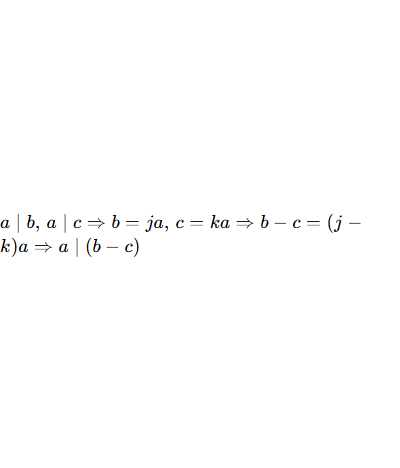 a | b, a | c ⇒ b = ja, c = ka ⇒ b − c = (j −
k)a ⇒ a | (b − c)